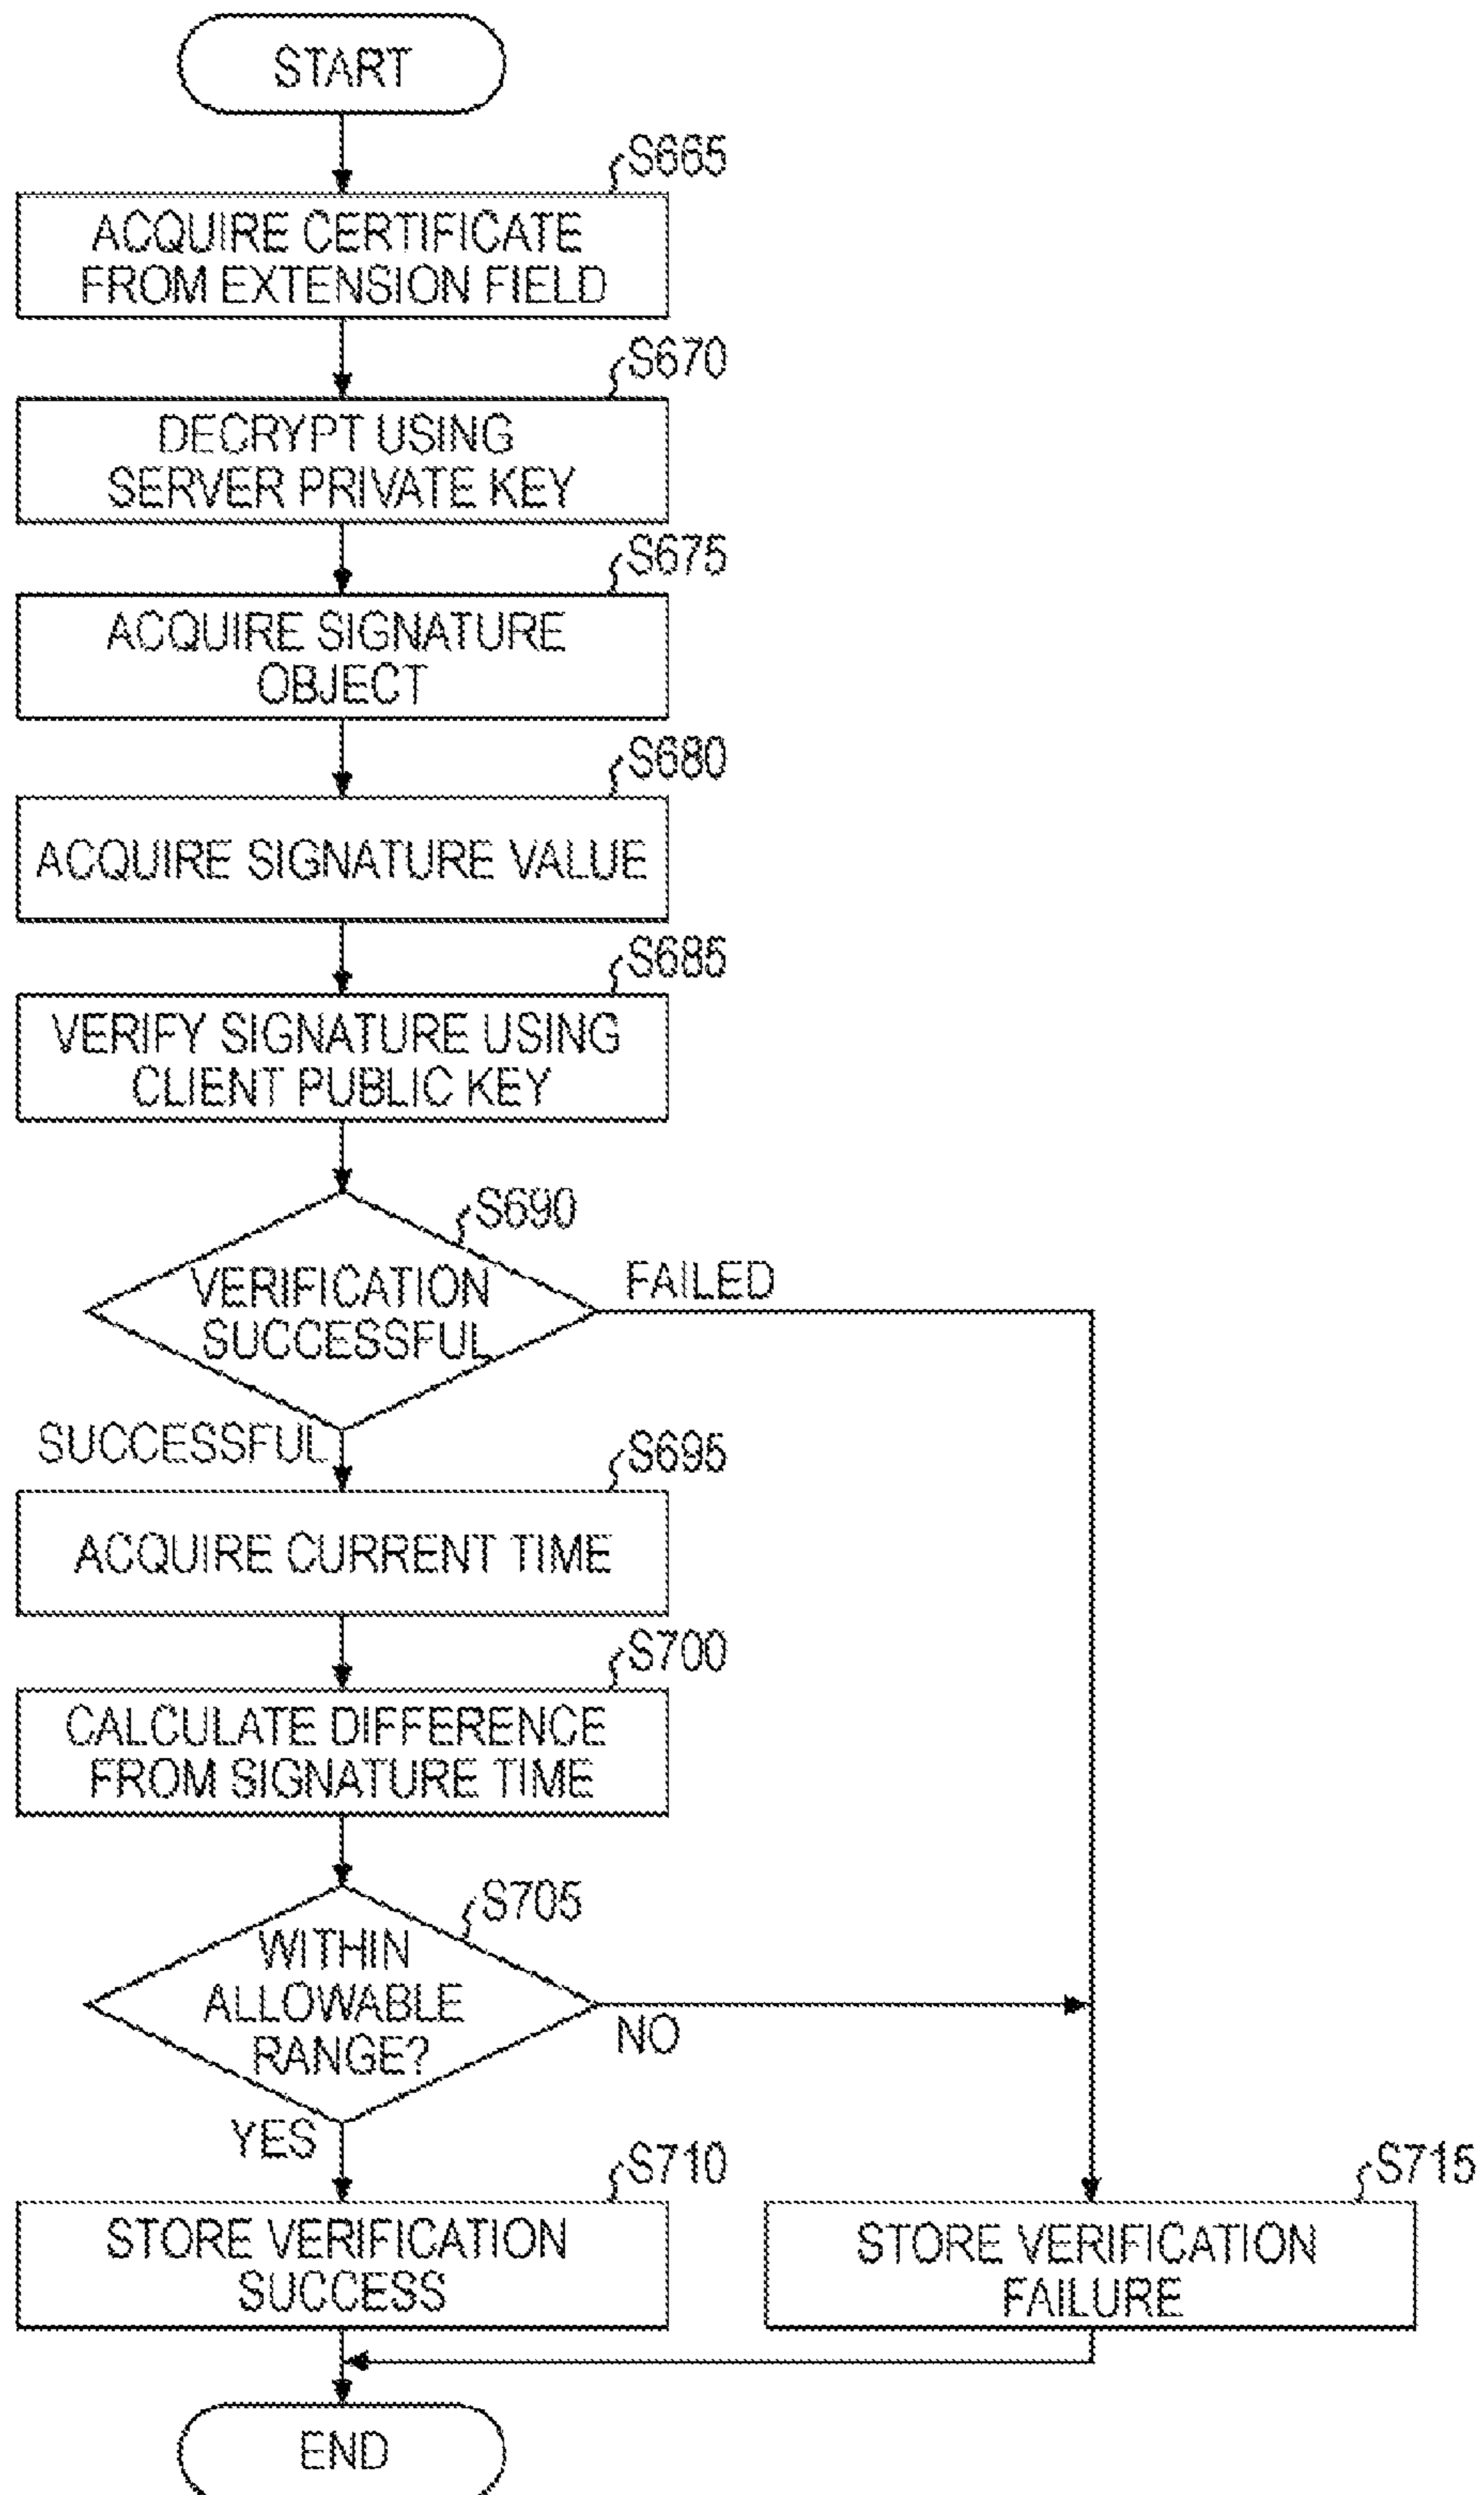 START
S665
ACQUIRE CERTIFICATE
FROM EXTENSION FIELD
S670
DECRYPT USING
SERVER PRIVATE KEY
S675
ACQUIRE SIGNATURE
OBJECT
S680
ACQUIRE SIGNATURE VALUE
S685
VERIFY SIGNATURE USING
CLIENT PUBLIC KEY
S690
VERIFICATION
SUCCESSFUL
FAILED
SUCCESSFUL
S695
ACQUIRE CURRENT TIME
S700
CALCULATE DIFFERENCE
FROM SIGNATURE TIME
S705
WITHIN
ALLOWABLE
RANGE?
NO
YES
S710
STORE VERIFICATION
SUCCESS
S715
STORE VERIFICATION
FAILURE
END